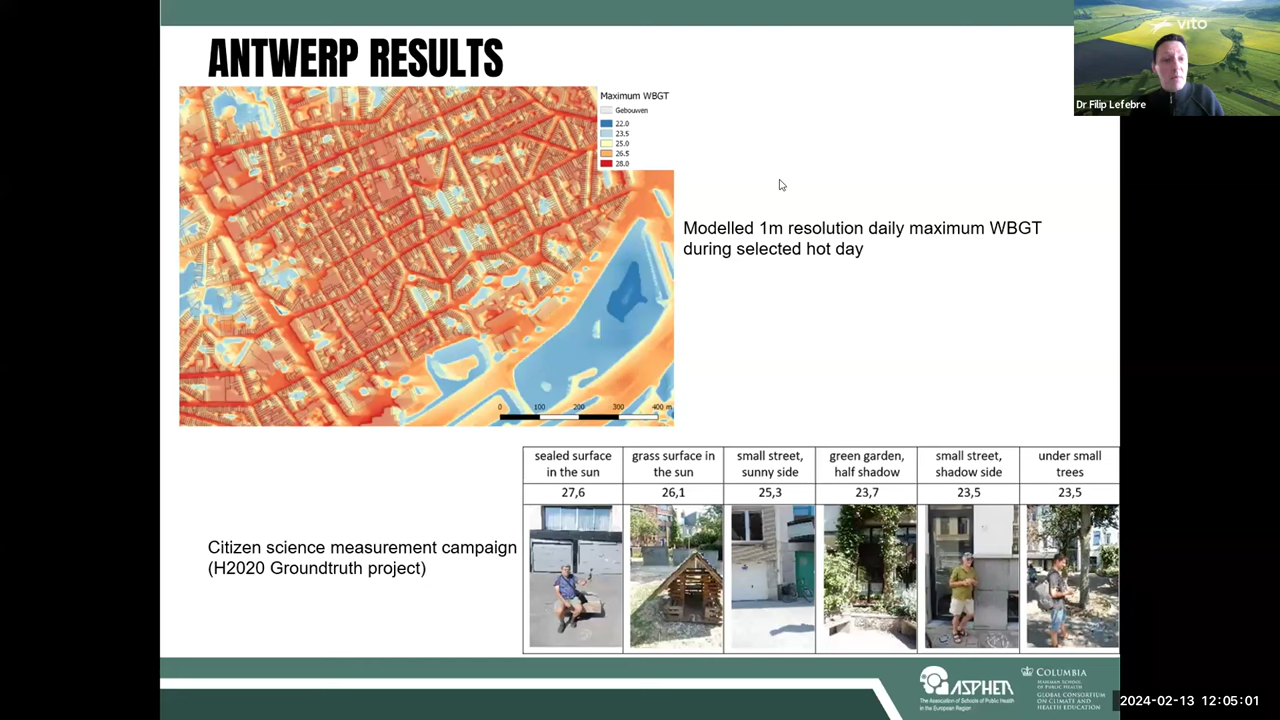 ANTWERP RESULTS
vito
Dr Filip Lefebre
Maximum WBGT
Gebouwen
22.0
23.5
25.0
26.5
28.0
Modelled 1m resolution daily maximum WBGT
during selected hot day
0 100 200 300 400 m
sealed surface
in the sun
grass surface in
the sun
small street,
sunny side
green garden,
half shadow
small street,
shadow side
under small
trees
27,6
26,1
25,3
23,7
23,5
23,5
Citizen science measurement campaign
(H2020 Groundtruth project)
ASPHER
The Association of Schools of Public Health
in the European Region
COLUMBIA
MAILMAN SCHOOL
OF PUBLIC HEALTH
GLOBAL CONSORTIUM
ON CLIMATE AND
HEALTH EDUCATION
2024-02-13 12:05:01